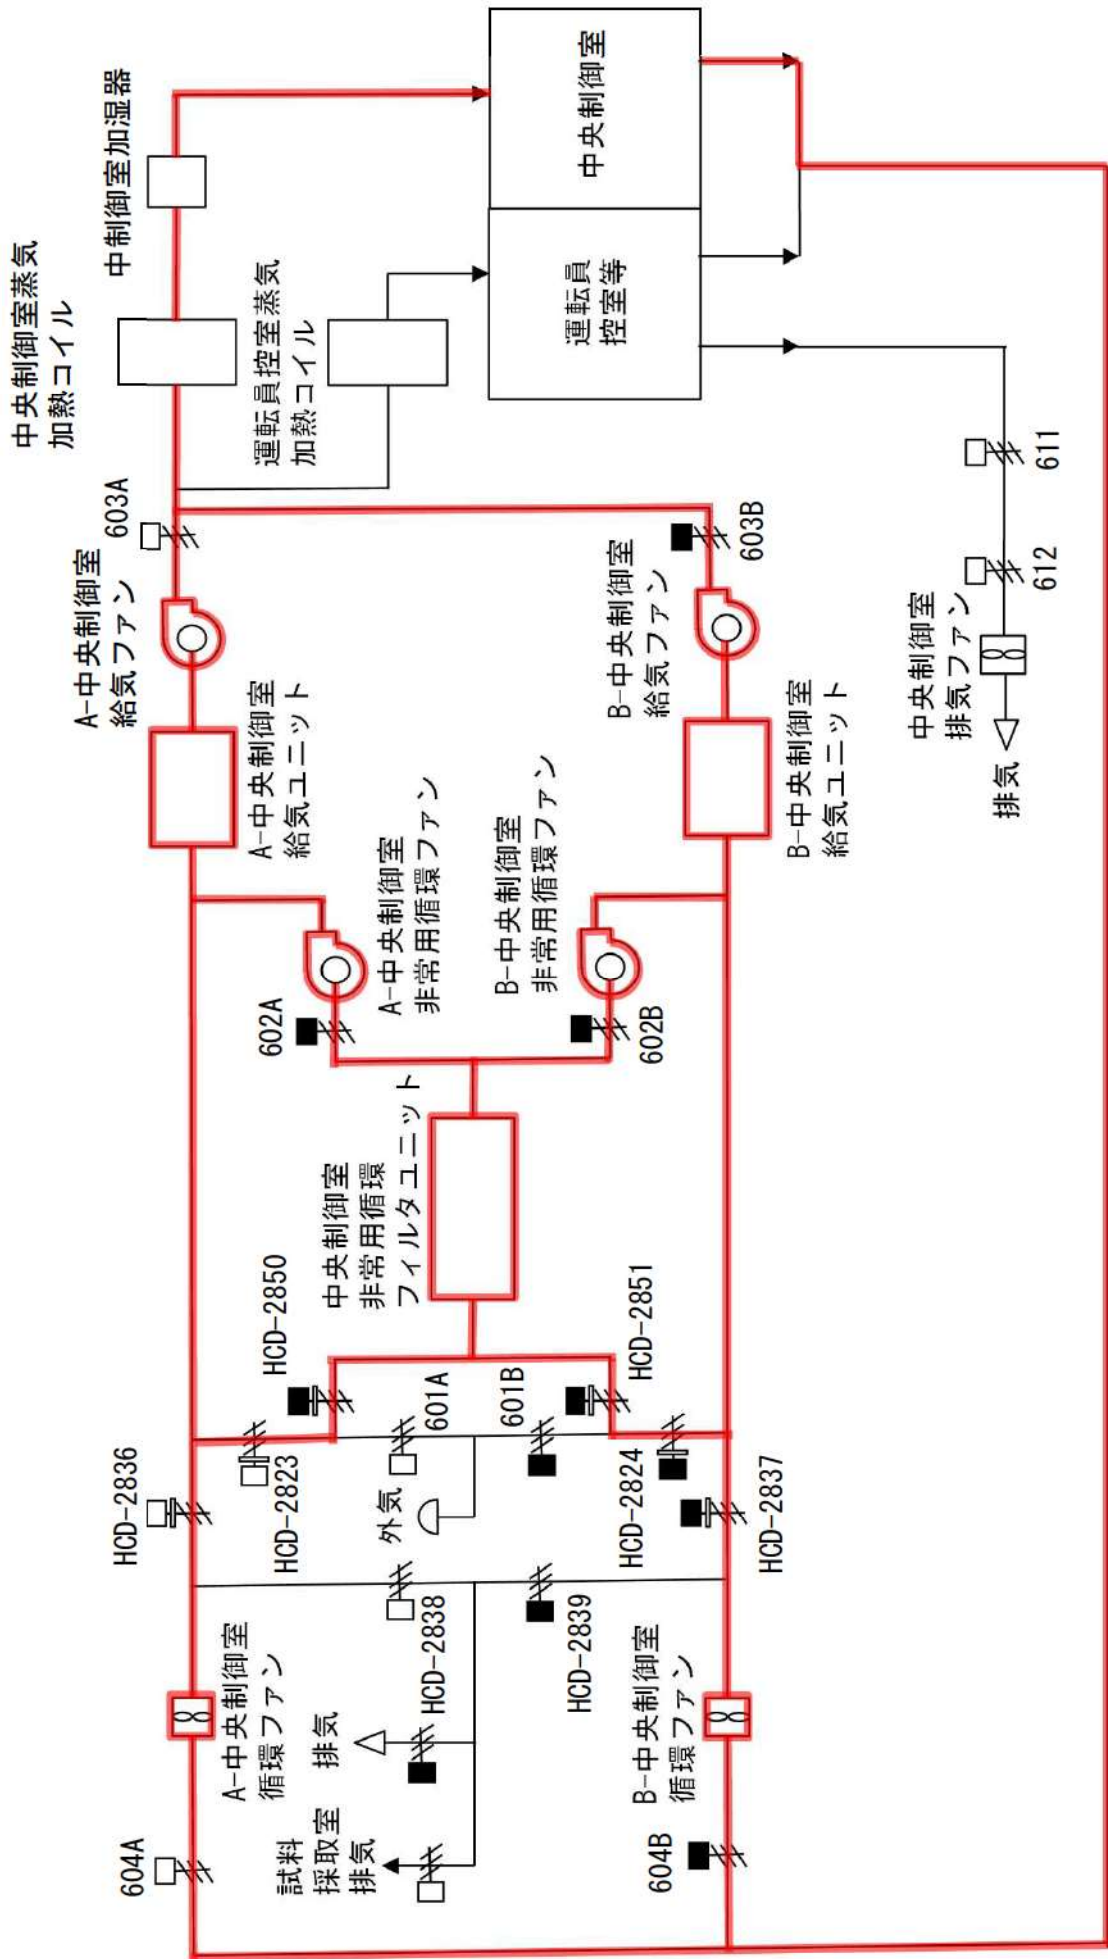 中央制御室蒸気
加熱コイル
中制御室加湿器
運転員控室蒸気
加熱コイル
中央制御室
運転員
控室等
603A
A-中央制御室
給気ファン
A-中央制御室
給気ユニット
603B
B-中央制御室
給気ファン
B-中央制御室
給気ユニット
611
612
中央制御室
排気ファン
排気
602A
A-中央制御室
非常用循環ファン
602B
B-中央制御室
非常用循環ファン
中央制御室
非常用循環
フィルタユニット
HCD-2850
HCD-2851
601A
601B
HCD-2836
HCD-2823
外気
HCD-2824
HCD-2837
HCD-2838
HCD-2839
A-中央制御室
循環ファン
B-中央制御室
循環ファン
排気
試料
採取室
排気
604A
604B